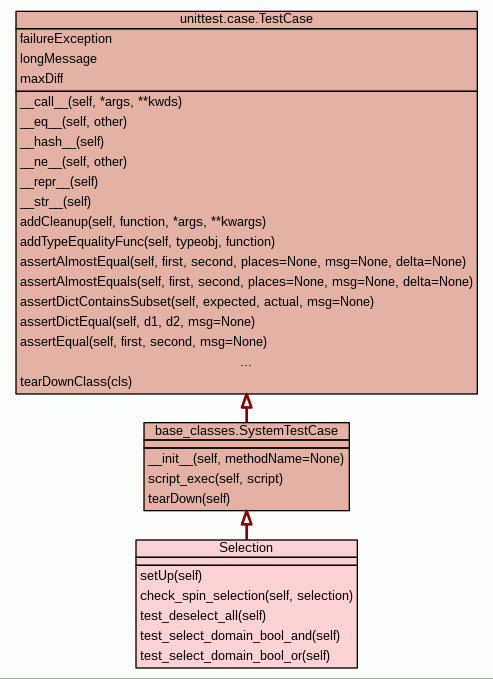 unittest.case.TestCase
failureException
longMessage
maxDiff
__call__(self, *args, **kwds)
__eq__(self, other)
__hash__(self)
__ne__(self, other)
__repr__(self)
__str__(self)
addCleanup(self, function, *args, **kwargs)
addTypeEqualityFunc(self, typeobj, function)
assertAlmostEqual(self, first, second, places=None, msg=None, delta=None)
assertAlmostEquals(self, first, second, places=None, msg=None, delta=None)
assertDictContainsSubset(self, expected, actual, msg=None)
assertDictEqual(self, d1, d2, msg=None)
assertEqual(self, first, second, msg=None)
...
tearDownClass(cls)
base_classes.SystemTestCase
__init__(self, methodName=None)
script_exec(self, script)
tearDown(self)
Selection
setUp(self)
check_spin_selection(self, selection)
test_deselect_all(self)
test_select_domain_bool_and(self)
test_select_domain_bool_or(self)